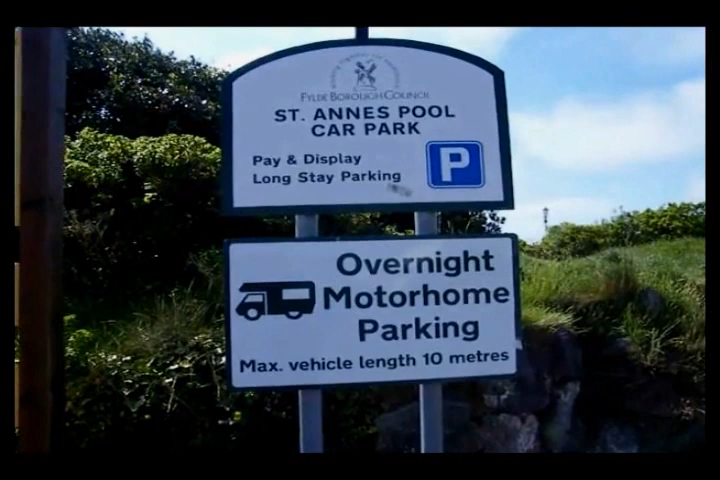 FYLDE BOROUGH COUNCIL
ST. ANNES POOL
CAR PARK
Pay & Display
Long Stay Parking
P
Overnight
Motorhome
Parking
Max. vehicle length 10 metres